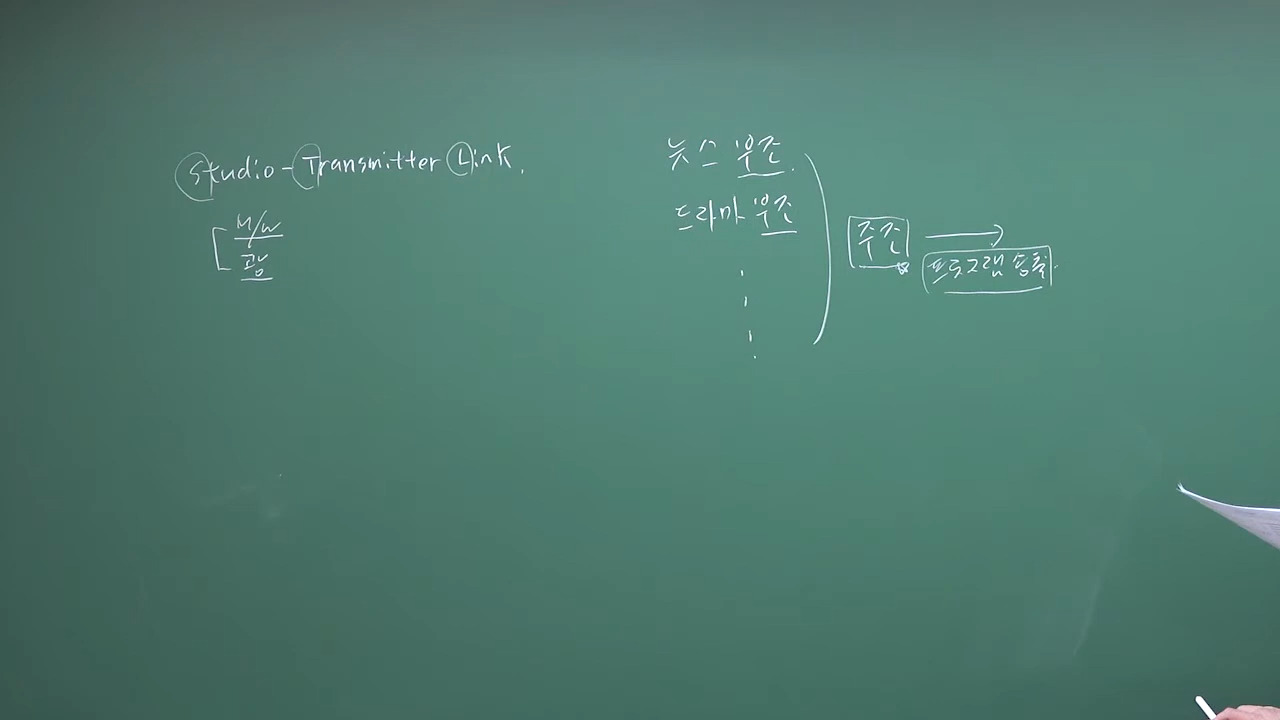 Studio-Transmitter Link.
M/W
광
뉴스 부조.
드라마 부조
주조
프로그램 송출.